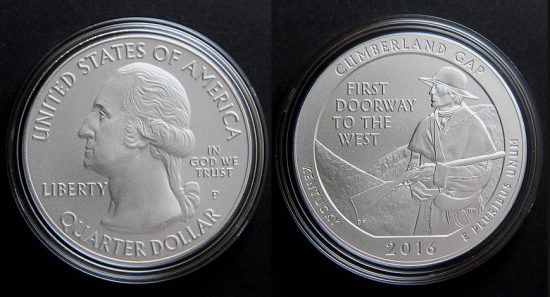 UNITED STATES OF AMERICA
IN
GOD WE
TRUST
LIBERTY
P
QUARTER DOLLAR
CUMBERLAND GAP
FIRST
DOORWAY
TO THE
WEST
KENTUCKY
2016
E PLURIBUS UNUM